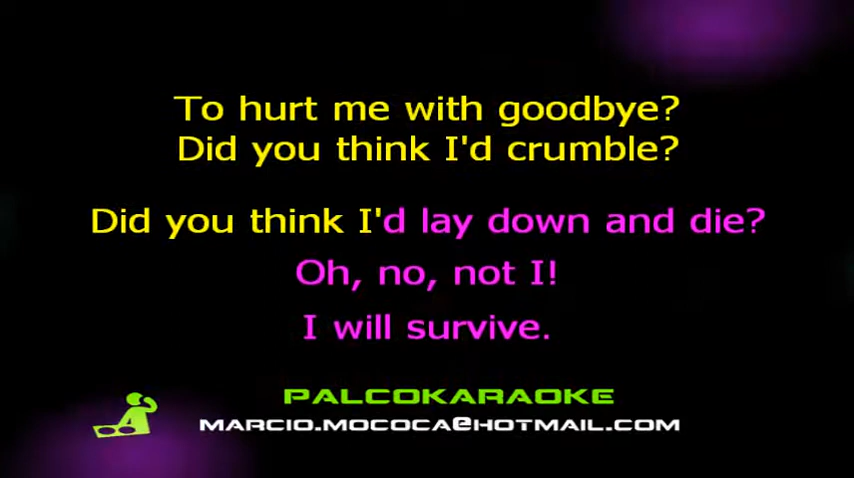 To hurt me with goodbye?
Did you think I'd crumble?
Did you think I'd lay down and die?
Oh, no, not I!
I will survive.
PALCOKARAOKE
MARCIO.MOCOCA@HOTMAIL.COM